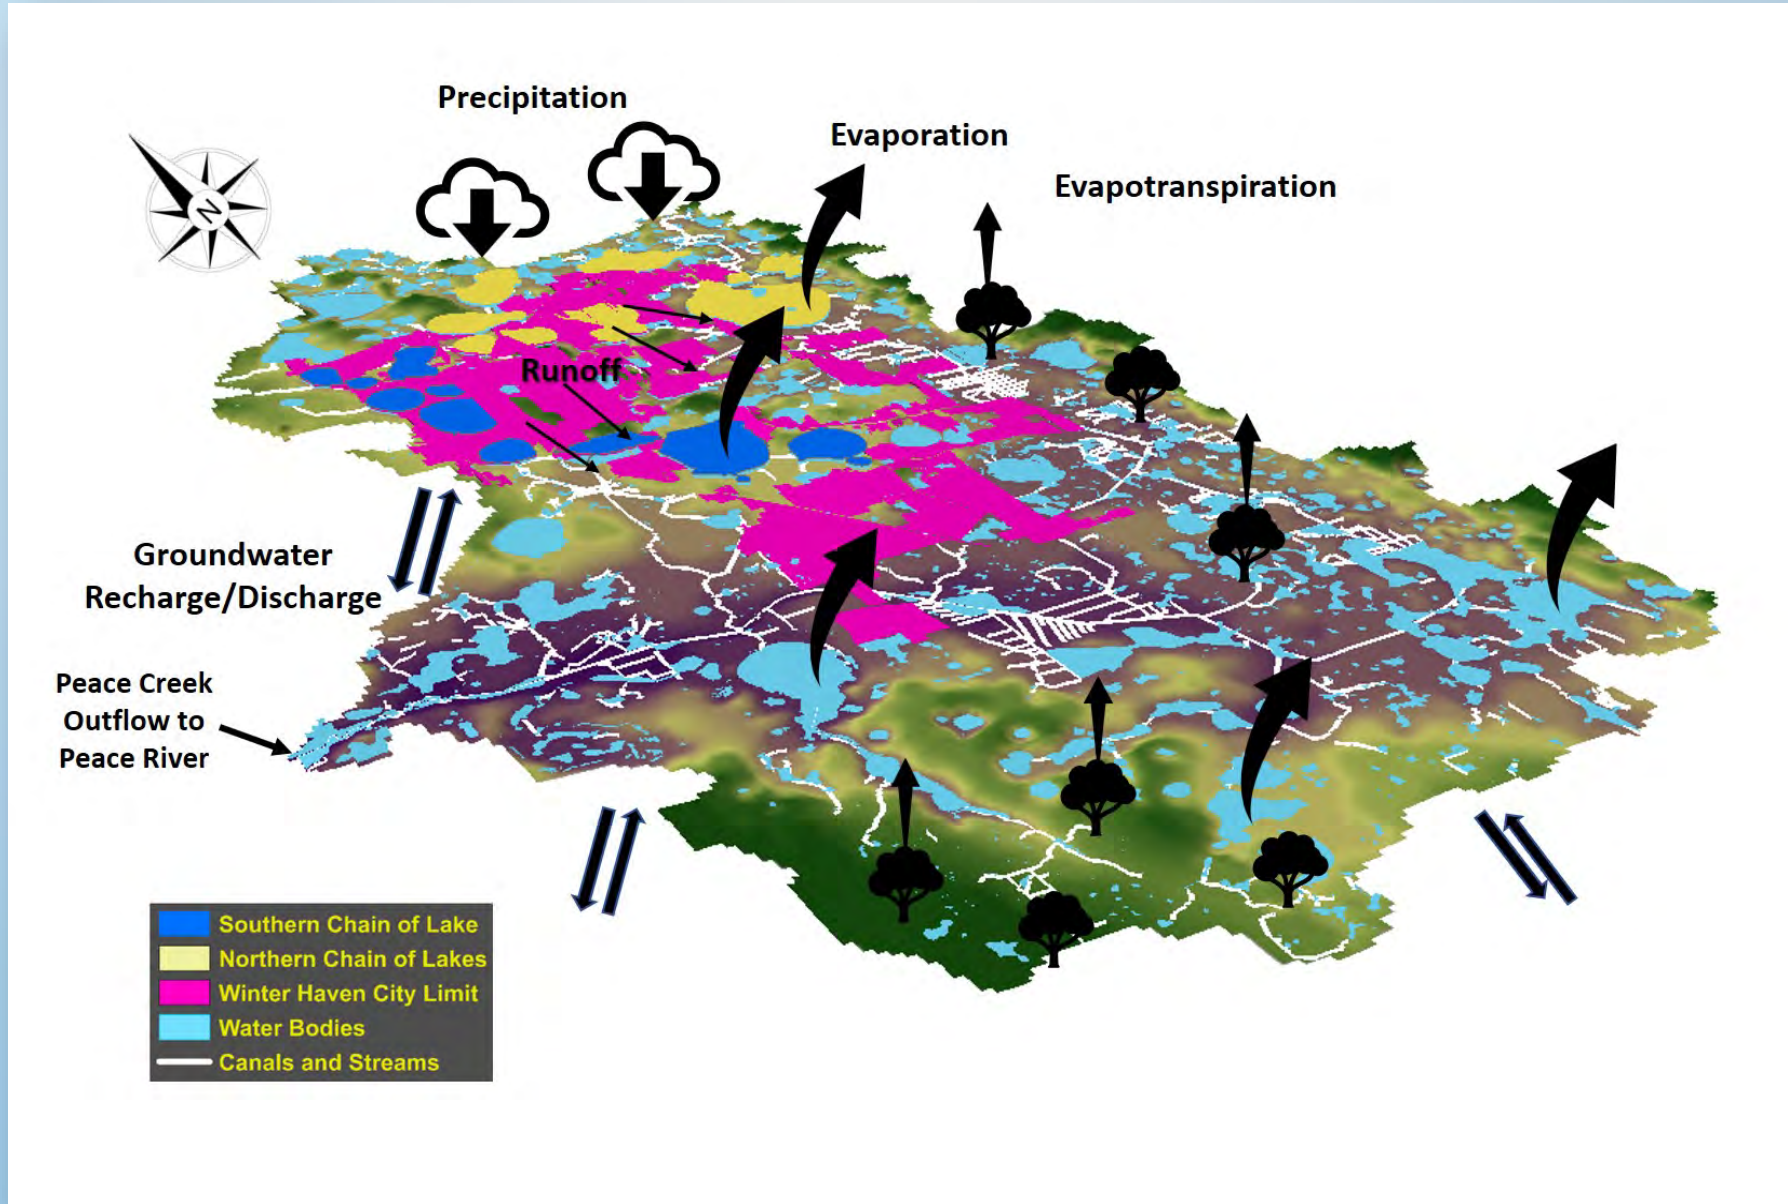 Precipitation
Evaporation
Evapotranspiration
N
Runoff
Groundwater
Recharge/Discharge
Peace Creek
Outflow to
Peace River
Southern Chain of Lake
Northern Chain of Lakes
Winter Haven City Limit
Water Bodies
Canals and Streams